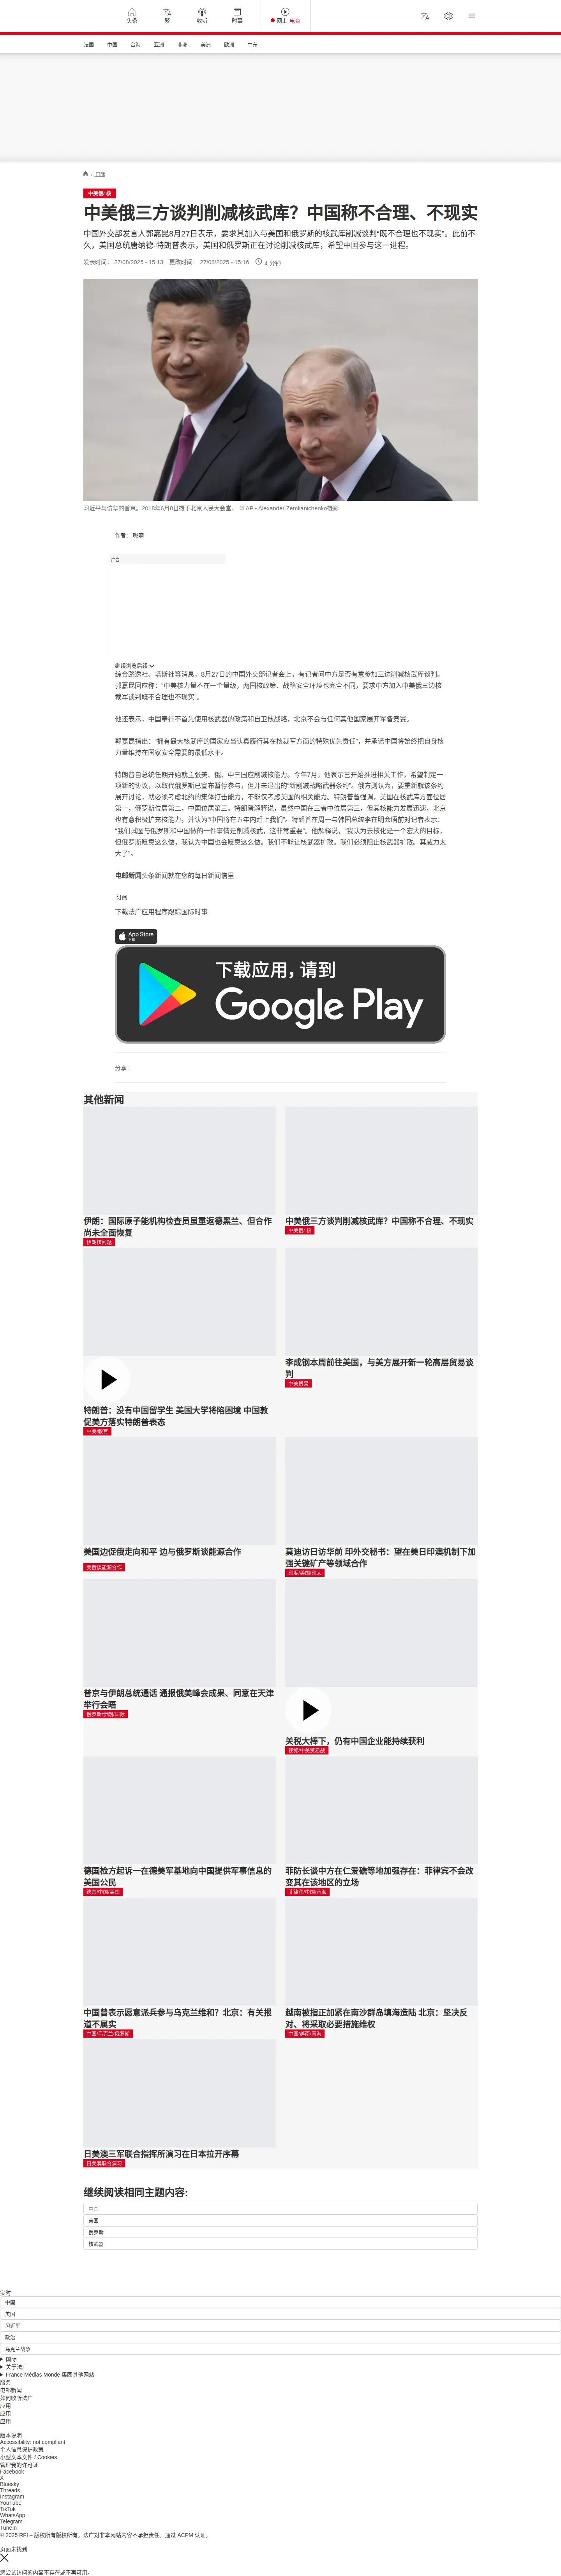 头条
繁
收听
时事
网上 电台
法国
中国
台海
亚洲
非洲
美洲
欧洲
中东
/ 国际
中美俄/ 核
中美俄三方谈判削减核武库？中国称不合理、不现实
中国外交部发言人郭嘉昆8月27日表示，要求其加入与美国和俄罗斯的核武库削减谈判“既不合理也不现实”。此前不
久，美国总统唐纳德·特朗普表示，美国和俄罗斯正在讨论削减核武库，希望中国参与这一进程。
发表时间： 27/08/2025 - 15:13 更改时间： 27/08/2025 - 15:16 4 分钟
习近平与访华的普京。2018年6月8日摄于北京人民大会堂。 © AP - Alexander Zemlianichenko摄影
作者： 呢喃
广告
继续浏览后续
综合路透社、塔斯社等消息，8月27日的中国外交部记者会上，有记者问中方是否有意参加三边削减核武库谈判。
郭嘉昆回应称：“中美核力量不在一个量级，两国核政策、战略安全环境也完全不同，要求中方加入中美俄三边核
裁军谈判既不合理也不现实”。
他还表示，中国奉行不首先使用核武器的政策和自卫核战略，北京不会与任何其他国家展开军备竞赛。
郭嘉昆指出：“拥有最大核武库的国家应当认真履行其在核裁军方面的特殊优先责任”，并承诺中国将始终把自身核
力量维持在国家安全需要的最低水平。
特朗普自总统任期开始就主张美、俄、中三国应削减核能力。今年7月，他表示已开始推进相关工作，希望制定一
项新的协议，以取代俄罗斯已宣布暂停参与，但并未退出的“新削减战略武器条约”。俄方则认为，要重新就该条约
展开讨论，就必须考虑北约的集体打击能力，不能仅考虑美国的相关能力。特朗普曾强调，美国在核武库方面位居
第一，俄罗斯位居第二，中国位居第三。特朗普解释说，虽然中国在三者中位居第三，但其核能力发展迅速，北京
也有意积极扩充核能力，并认为“中国将在五年内赶上我们”。特朗普在周一与韩国总统李在明会晤前对记者表示：
“我们试图与俄罗斯和中国做的一件事情是削减核武，这非常重要”。他解释说，“我认为去核化是一个宏大的目标，
但俄罗斯愿意这么做，我认为中国也会愿意这么做。我们不能让核武器扩散。我们必须阻止核武器扩散。其威力太
大了”。
电邮新闻头条新闻就在您的每日新闻信里
订阅
下载法广应用程序跟踪国际时事
App Store
下载
下载应用，请到
Google Play
分享 :
其他新闻
伊朗：国际原子能机构检查员虽重返德黑兰、但合作
尚未全面恢复
伊朗核问题
中美俄三方谈判削减核武库？中国称不合理、不现实
中美俄/ 核
特朗普：没有中国留学生 美国大学将陷困境 中国敦
促美方落实特朗普表态
中美/教育
李成钢本周前往美国，与美方展开新一轮高层贸易谈
判
中美贸易
美国边促俄走向和平 边与俄罗斯谈能源合作
美俄谈能源合作
莫迪访日访华前 印外交秘书：望在美日印澳机制下加
强关键矿产等领域合作
印度/美国/印太
普京与伊朗总统通话 通报俄美峰会成果、同意在天津
举行会晤
俄罗斯/伊朗/国际
关税大棒下，仍有中国企业能持续获利
视频/中美贸易战
德国检方起诉一在德美军基地向中国提供军事信息的
美国公民
德国/中国/美国
菲防长谈中方在仁爱礁等地加强存在：菲律宾不会改
变其在该地区的立场
菲律宾/中国/南海
中国曾表示愿意派兵参与乌克兰维和？北京：有关报
道不属实
中国/乌克兰/俄罗斯
越南被指正加紧在南沙群岛填海造陆 北京：坚决反
对、将采取必要措施维权
中国/越南/南海
日美澳三军联合指挥所演习在日本拉开序幕
日美澳联合演习
继续阅读相同主题内容:
中国
美国
俄罗斯
核武器
实时
中国
美国
习近平
政治
乌克兰战争
国际
关于法广
France Médias Monde 集团其他网站
服务
电邮新闻
如何收听法广
应用
应用
应用
版本说明
Accessibility: not compliant
个人信息保护政策
小型文本文件 / Cookies
管理我的许可证
Facebook
X
Bluesky
Threads
Instagram
YouTube
TikTok
WhatsApp
Telegram
TuneIn
© 2025 RFI – 版权所有版权所有。法广对非本网站内容不承担责任。通过 ACPM 认证。
页面未找到
您尝试访问的内容不存在或不再可用。